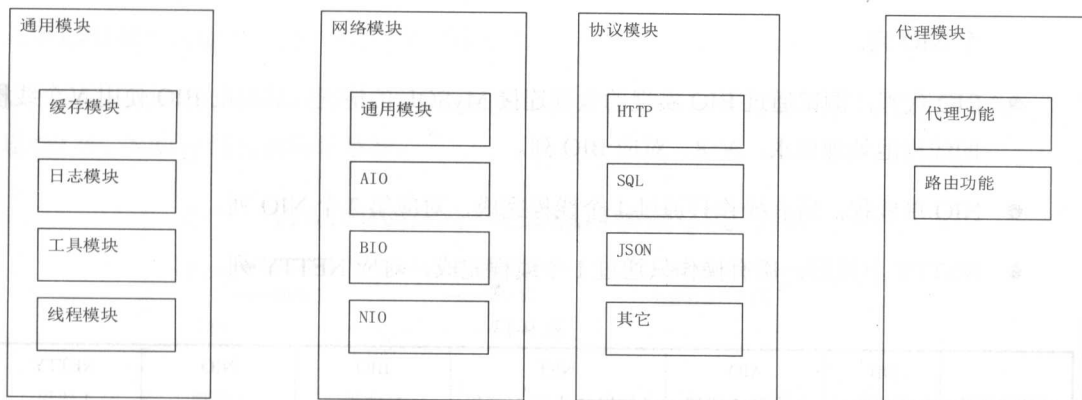 通用模块
缓存模块
日志模块
工具模块
线程模块
网络模块
通用模块
AIO
BIO
NIO
协议模块
HTTP
SQL
JSON
其它
代理模块
代理功能
路由功能